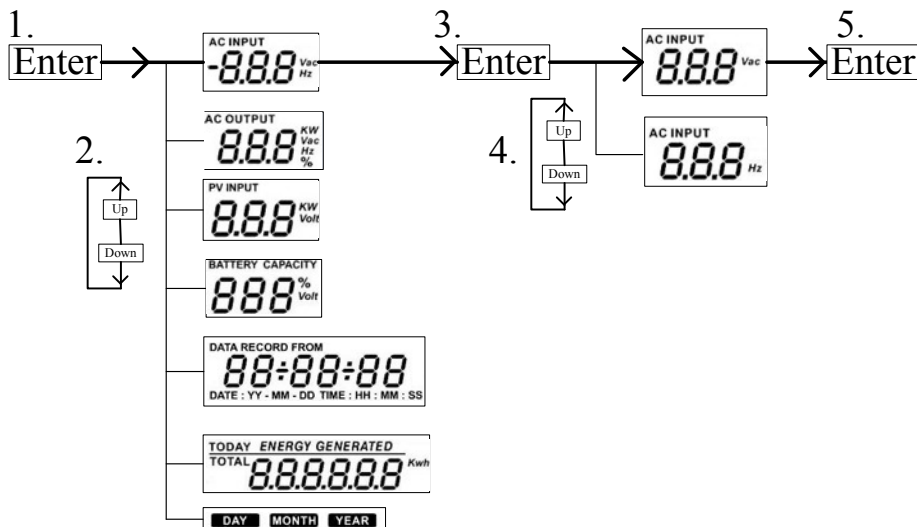 1.
Enter
AC INPUT
-8.8.8 Vac
Hz
AC OUTPUT
8.8.8 KW
Vac
Hz
%
2.
Up
Down
PV INPUT
8.8.8 KW
Volt
BATTERY CAPACITY
888 %
Volt
DATA RECORD FROM
88:88:88
DATE : YY - MM - DD TIME : HH : MM : SS
TODAY ENERGY GENERATED
TOTAL 8.8.8.8.8.8 Kwh
DAY MONTH YEAR
3.
Enter
4.
Up
Down
AC INPUT
8.8.8 Vac
AC INPUT
8.8.8 Hz
5.
Enter